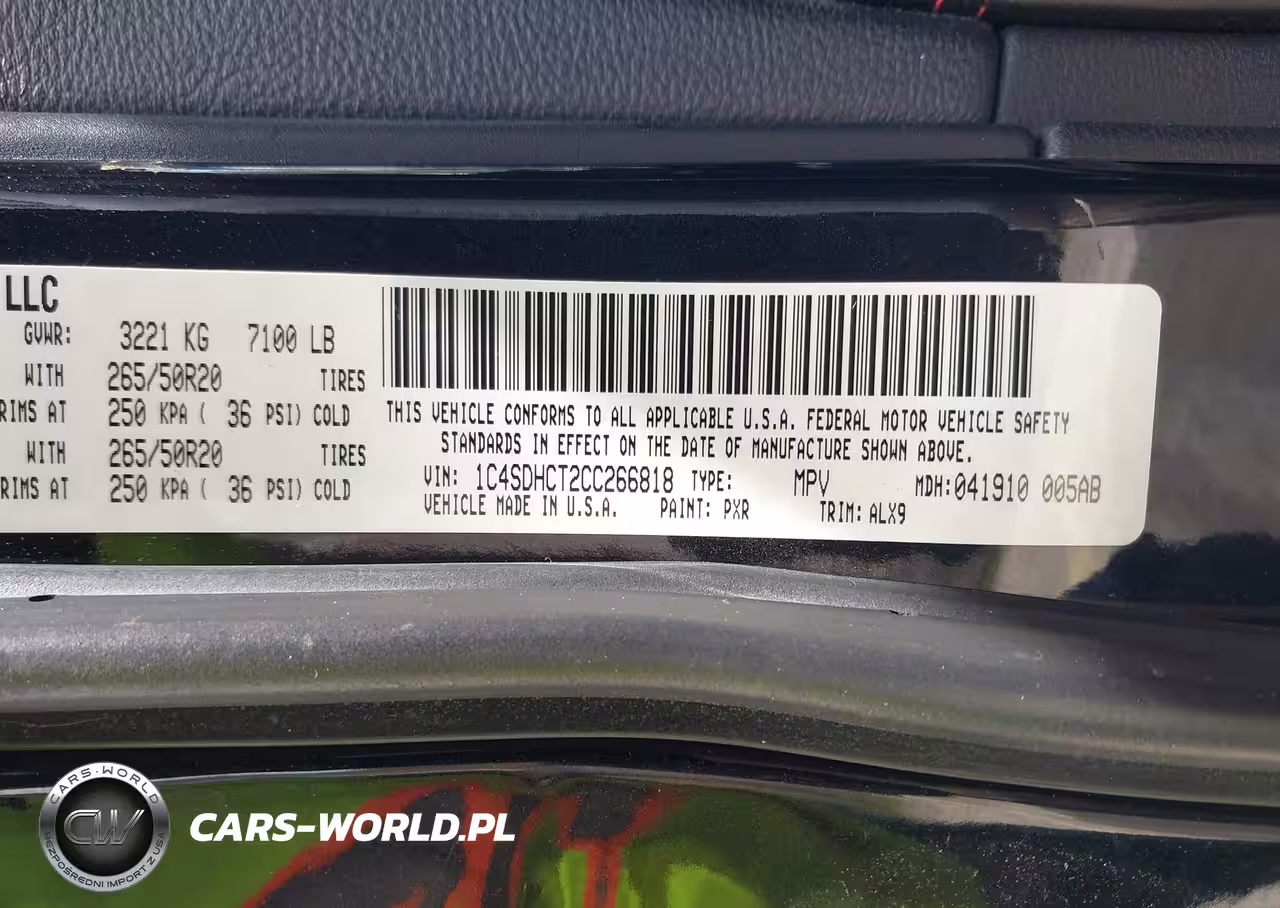 LLC
GVWR: 3221 KG 7100 LB
WITH 265/50R20 TIRES
RIMS AT 250 KPA ( 36 PSI) COLD
WITH 265/50R20 TIRES
RIMS AT 250 KPA ( 36 PSI) COLD
THIS VEHICLE CONFORMS TO ALL APPLICABLE U.S.A. FEDERAL MOTOR VEHICLE SAFETY
STANDARDS IN EFFECT ON THE DATE OF MANUFACTURE SHOWN ABOVE.
VIN: 1C4SDHCT2CC266818 TYPE: MPV MDH:041910 005AB
VEHICLE MADE IN U.S.A. PAINT: PXR TRIM: ALX9
CARS-WORLD
CW
BEZPOŚREDNI IMPORT Z USA
CARS-WORLD.PL